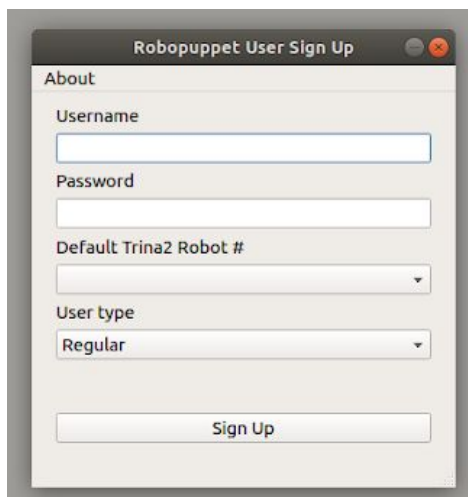 Robopuppet User Sign Up
About
Username
Password
Default Trina2 Robot #
User type
Regular
Sign Up